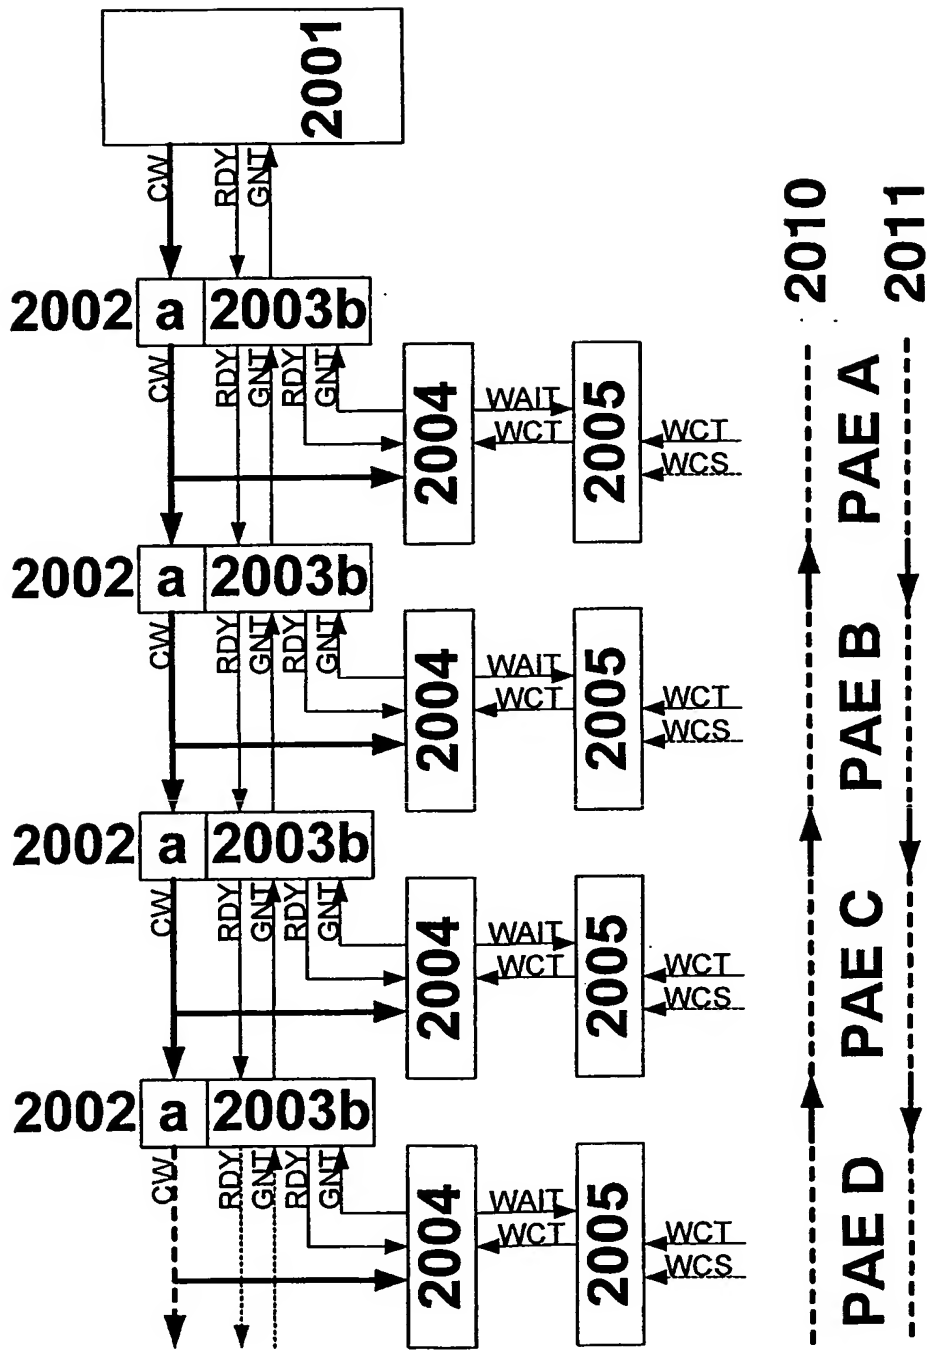 2001
CW
RDY
GNT
2002 a 2003b
CW
RDY
GNT
RDY
GNT
2004
WAIT
WCT
2005
WCT
WCS
2002 a 2003b
CW
RDY
GNT
RDY
GNT
2004
WAIT
WCT
2005
WCT
WCS
2002 a 2003b
CW
RDY
GNT
RDY
GNT
2004
WAIT
WCT
2005
WCT
WCS
2002 a 2003b
CW
RDY
GNT
RDY
GNT
2004
WAIT
WCT
2005
WCT
WCS
2010
2011
PAE A
PAE B
PAE C
PAE D